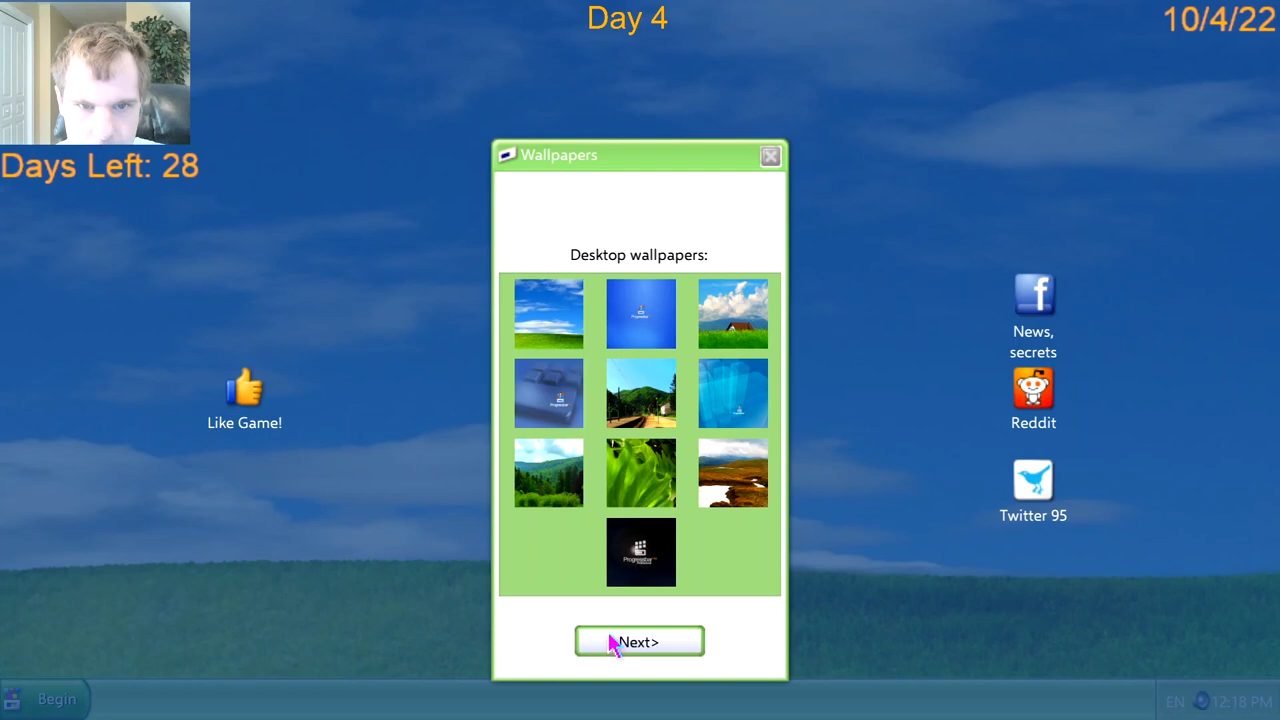 Day 4
10/4/22
Days Left: 28
Wallpapers
Desktop wallpapers:
Progressbar
News,
secrets
Like Game!
Reddit
Twitter 95
Next>
Begin
EN
12:18 PM